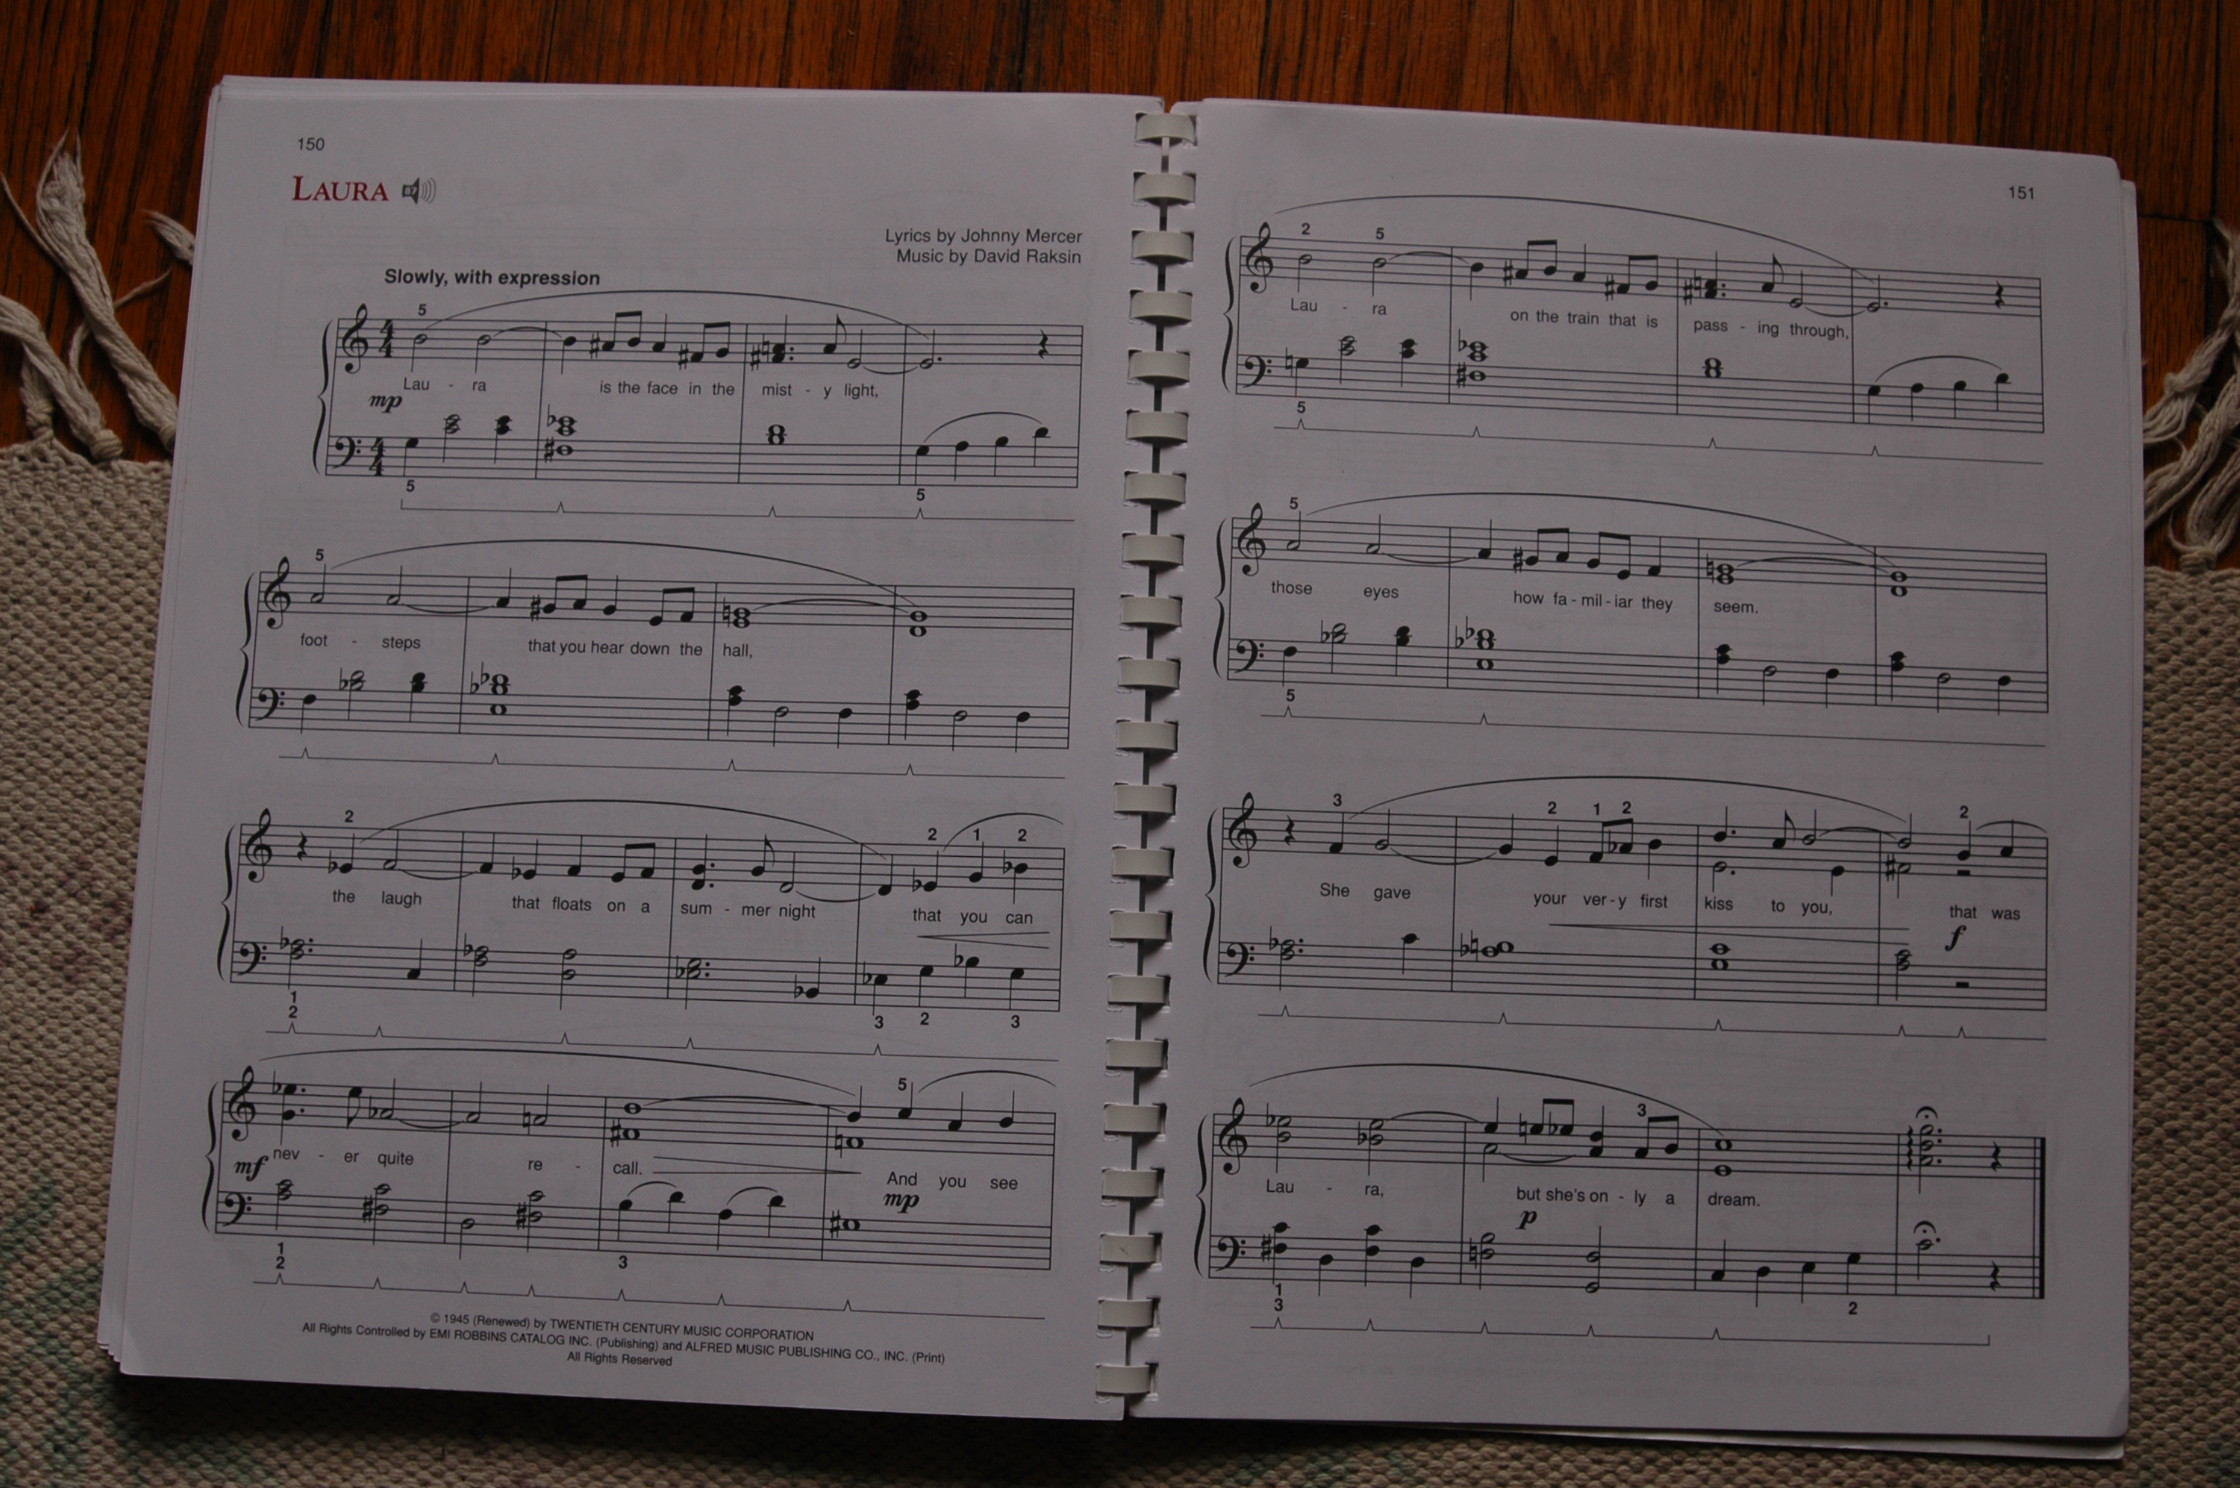 150
LAURA
Lyrics by Johnny Mercer
Music by David Raksin
Slowly, with expression
5
4 4
Lau - ra is the face in the mist - y light,
mp
4 4
5 5
5
foot - steps that you hear down the hall,
2 2 1 2
the laugh that floats on a sum - mer night that you can
1 2 3 2 3
5
mf nev - er quite re - call. And you see
mp
1 2 3
© 1945 (Renewed) by TWENTIETH CENTURY MUSIC CORPORATION
All Rights Controlled by EMI ROBBINS CATALOG INC. (Publishing) and ALFRED MUSIC PUBLISHING CO., INC. (Print)
All Rights Reserved
151
2 5
Lau - ra on the train that is pass - ing through,
5
5
those eyes how fa - mil - iar they seem.
5
3 2 1 2 2
She gave your ver - y first kiss to you, that was
f
3
Lau - ra, but she's on - ly a dream.
p
1 3 2